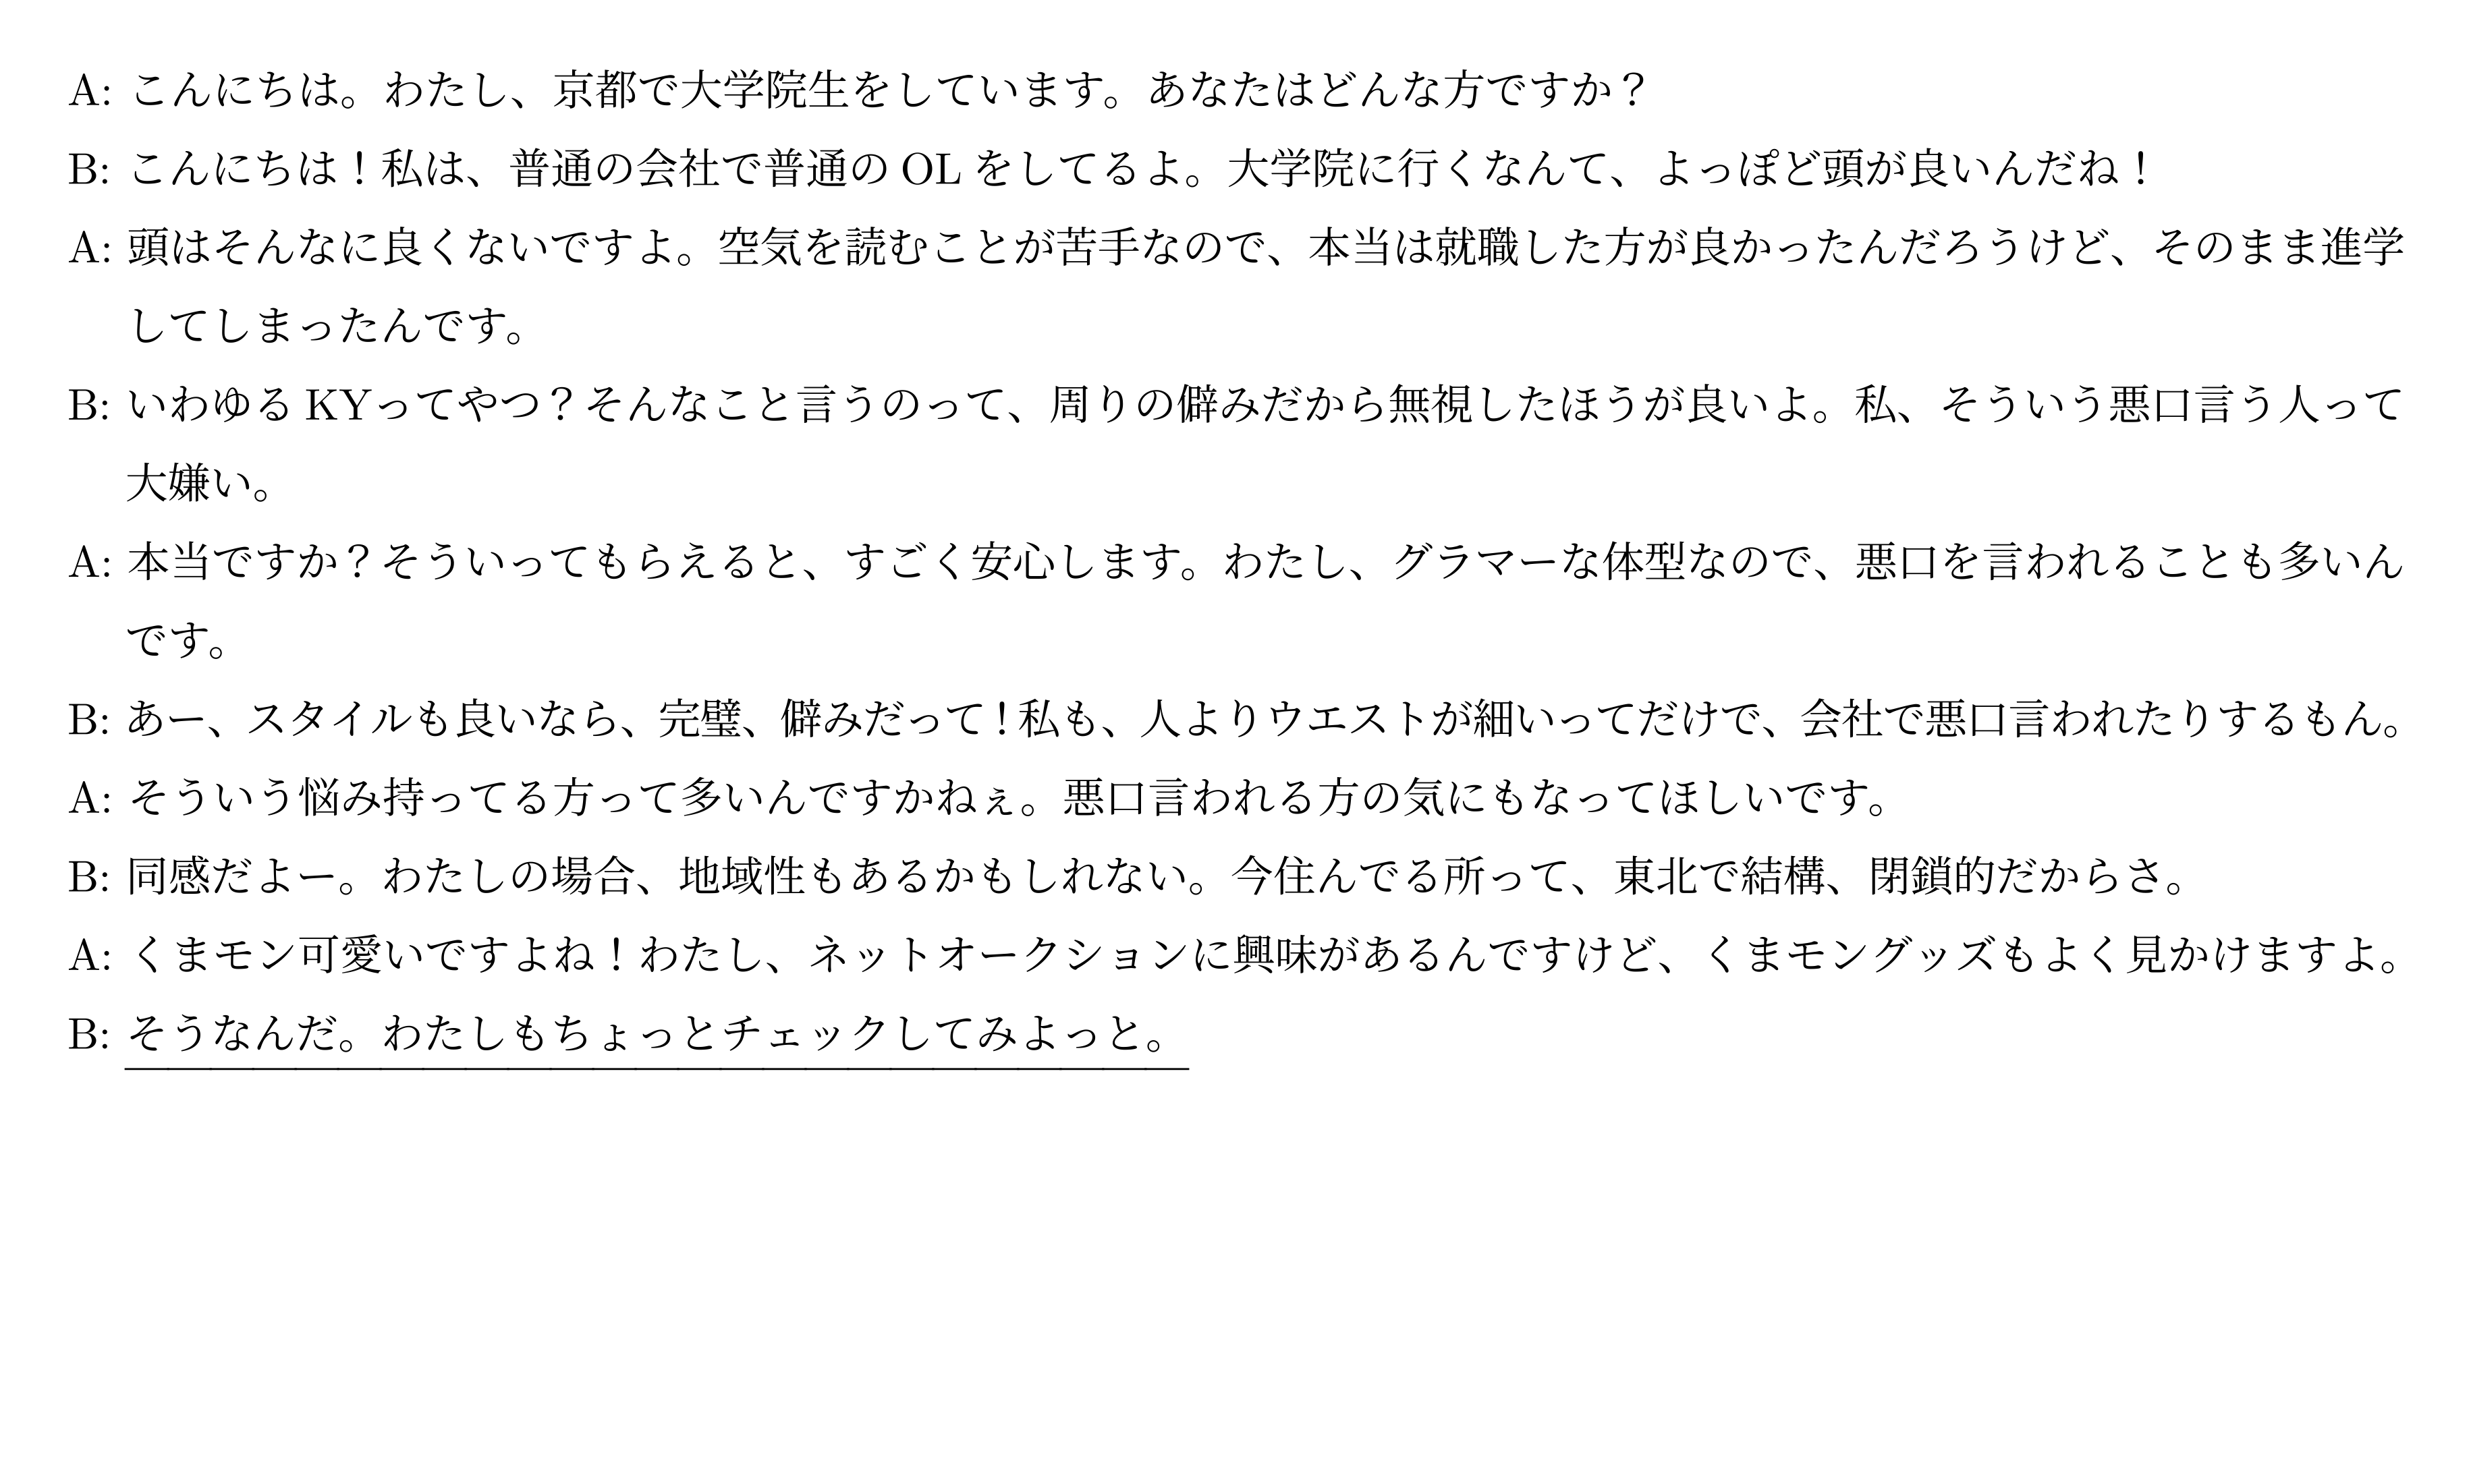 A: こんにちは。わたし、京都で大学院生をしています。あなたはどんな方ですか？
B: こんにちは！私は、普通の会社で普通の OL をしてるよ。大学院に行くなんて、よっぽど頭が良いんだね！
A: 頭はそんなに良くないですよ。空気を読むことが苦手なので、本当は就職した方が良かったんだろうけど、そのまま進学
してしまったんです。
B: いわゆる KYってやつ？そんなこと言うのって、周りの僻みだから無視したほうが良いよ。私、そういう悪口言う人って
大嫌い。
A: 本当ですか？そういってもらえると、すごく安心します。わたし、グラマーな体型なので、悪口を言われることも多いん
です。
B: あー、スタイルも良いなら、完璧、僻みだって！私も、人よりウエストが細いってだけで、会社で悪口言われたりするもん。
A: そういう悩み持ってる方って多いんですかねぇ。悪口言われる方の気にもなってほしいです。
B: 同感だよー。わたしの場合、地域性もあるかもしれない。今住んでる所って、東北で結構、閉鎖的だからさ。
A: くまモン可愛いですよね！わたし、ネットオークションに興味があるんですけど、くまモングッズもよく見かけますよ。
B: そうなんだ。わたしもちょっとチェックしてみよっと。